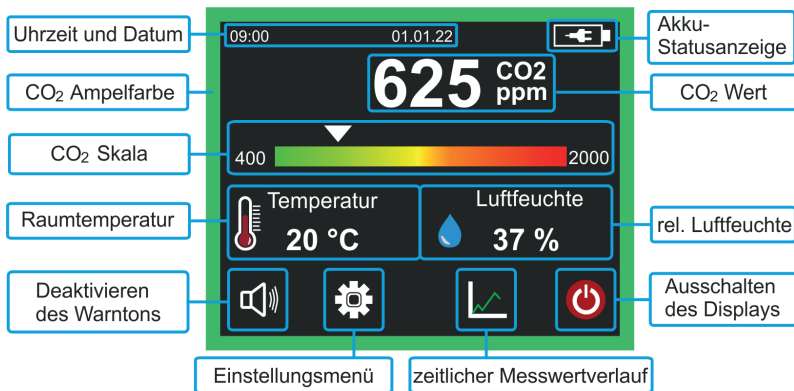 Uhrzeit und Datum
09:00
01.01.22
Akku-
Statusanzeige
CO2 Ampelfarbe
625 CO2
ppm
CO2 Wert
CO2 Skala
400
2000
Raumtemperatur
Temperatur
20 °C
Luftfeuchte
37 %
rel. Luftfeuchte
Deaktivieren
des Warntons
Ausschalten
des Displays
Einstellungsmenü
zeitlicher Messwertverlauf